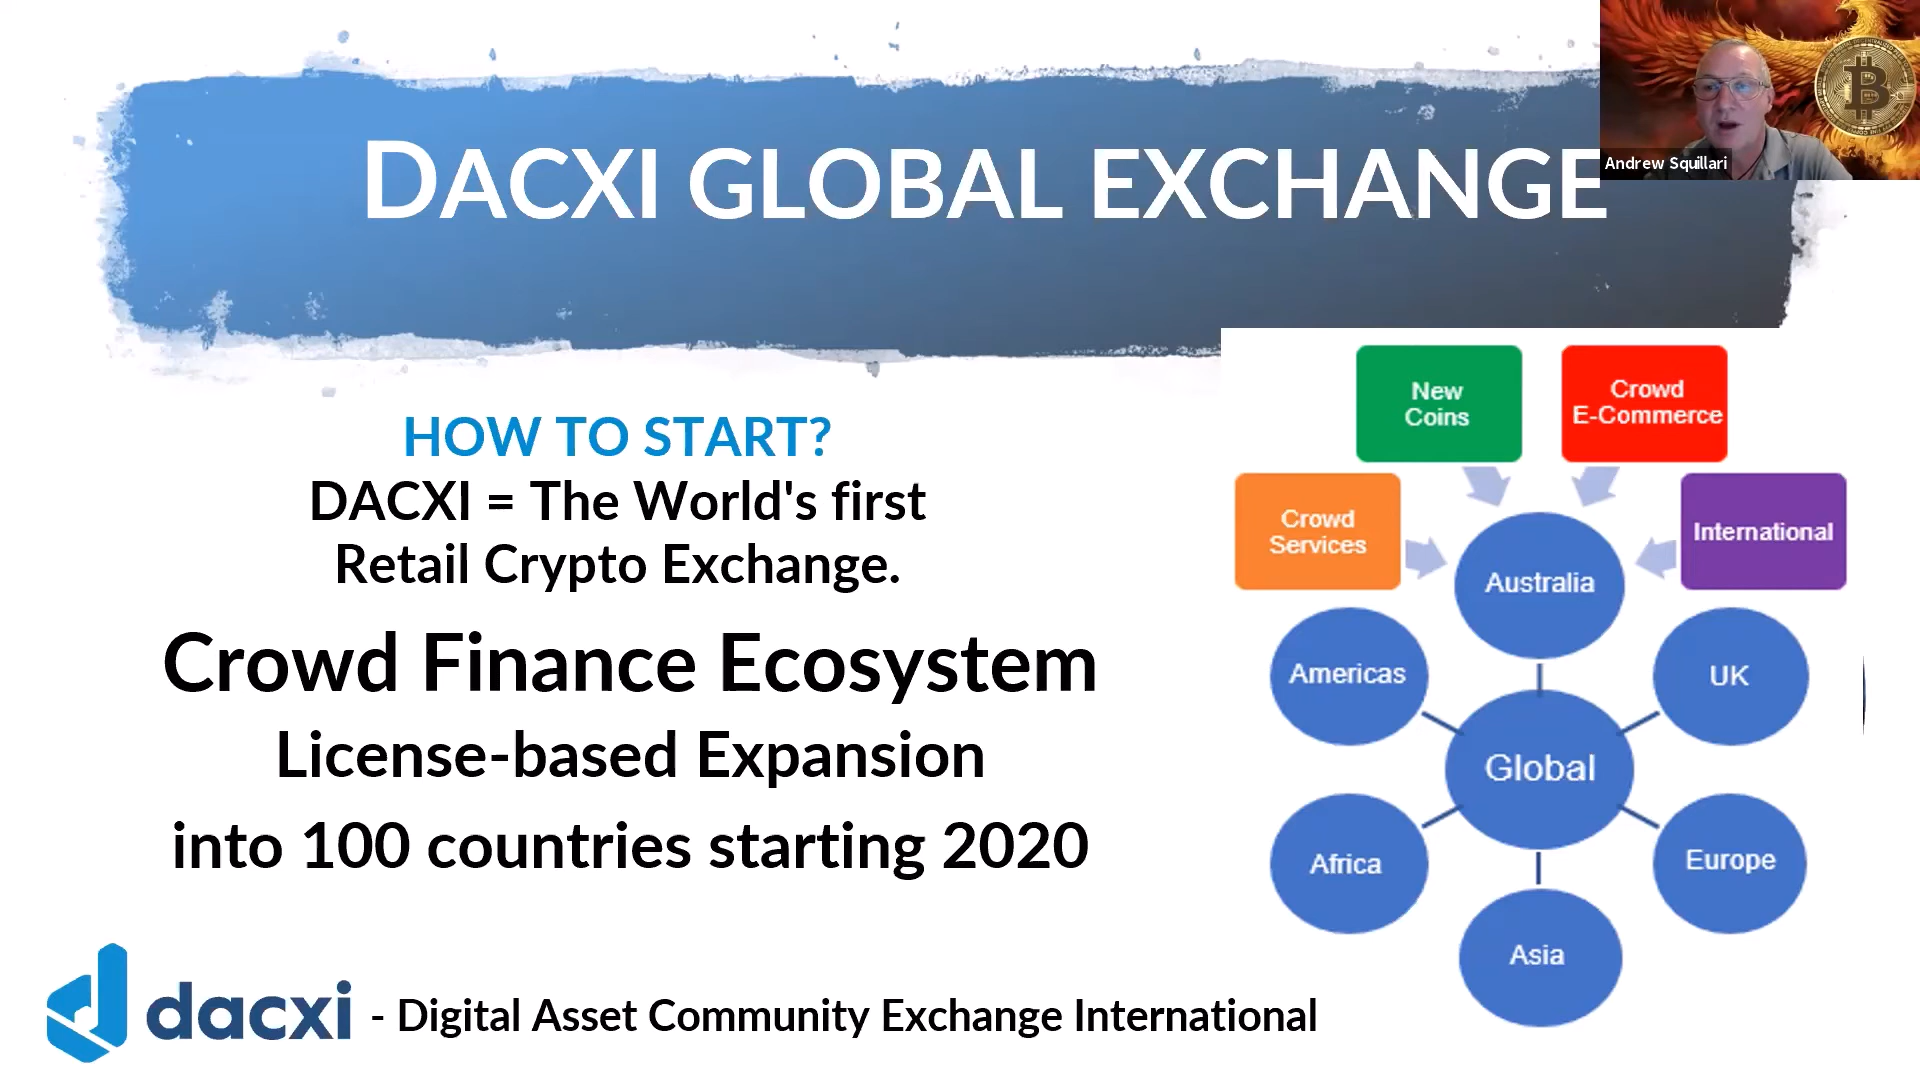 DACXI GLOBAL EXCHANGE
Andrew Squillari
HOW TO START?
DACXI = The World's first
Retail Crypto Exchange.
Crowd Finance Ecosystem
License-based Expansion
into 100 countries starting 2020
New
Coins
Crowd
E-Commerce
Crowd
Services
International
Australia
Americas
UK
Global
Africa
Europe
Asia
dacxi - Digital Asset Community Exchange International